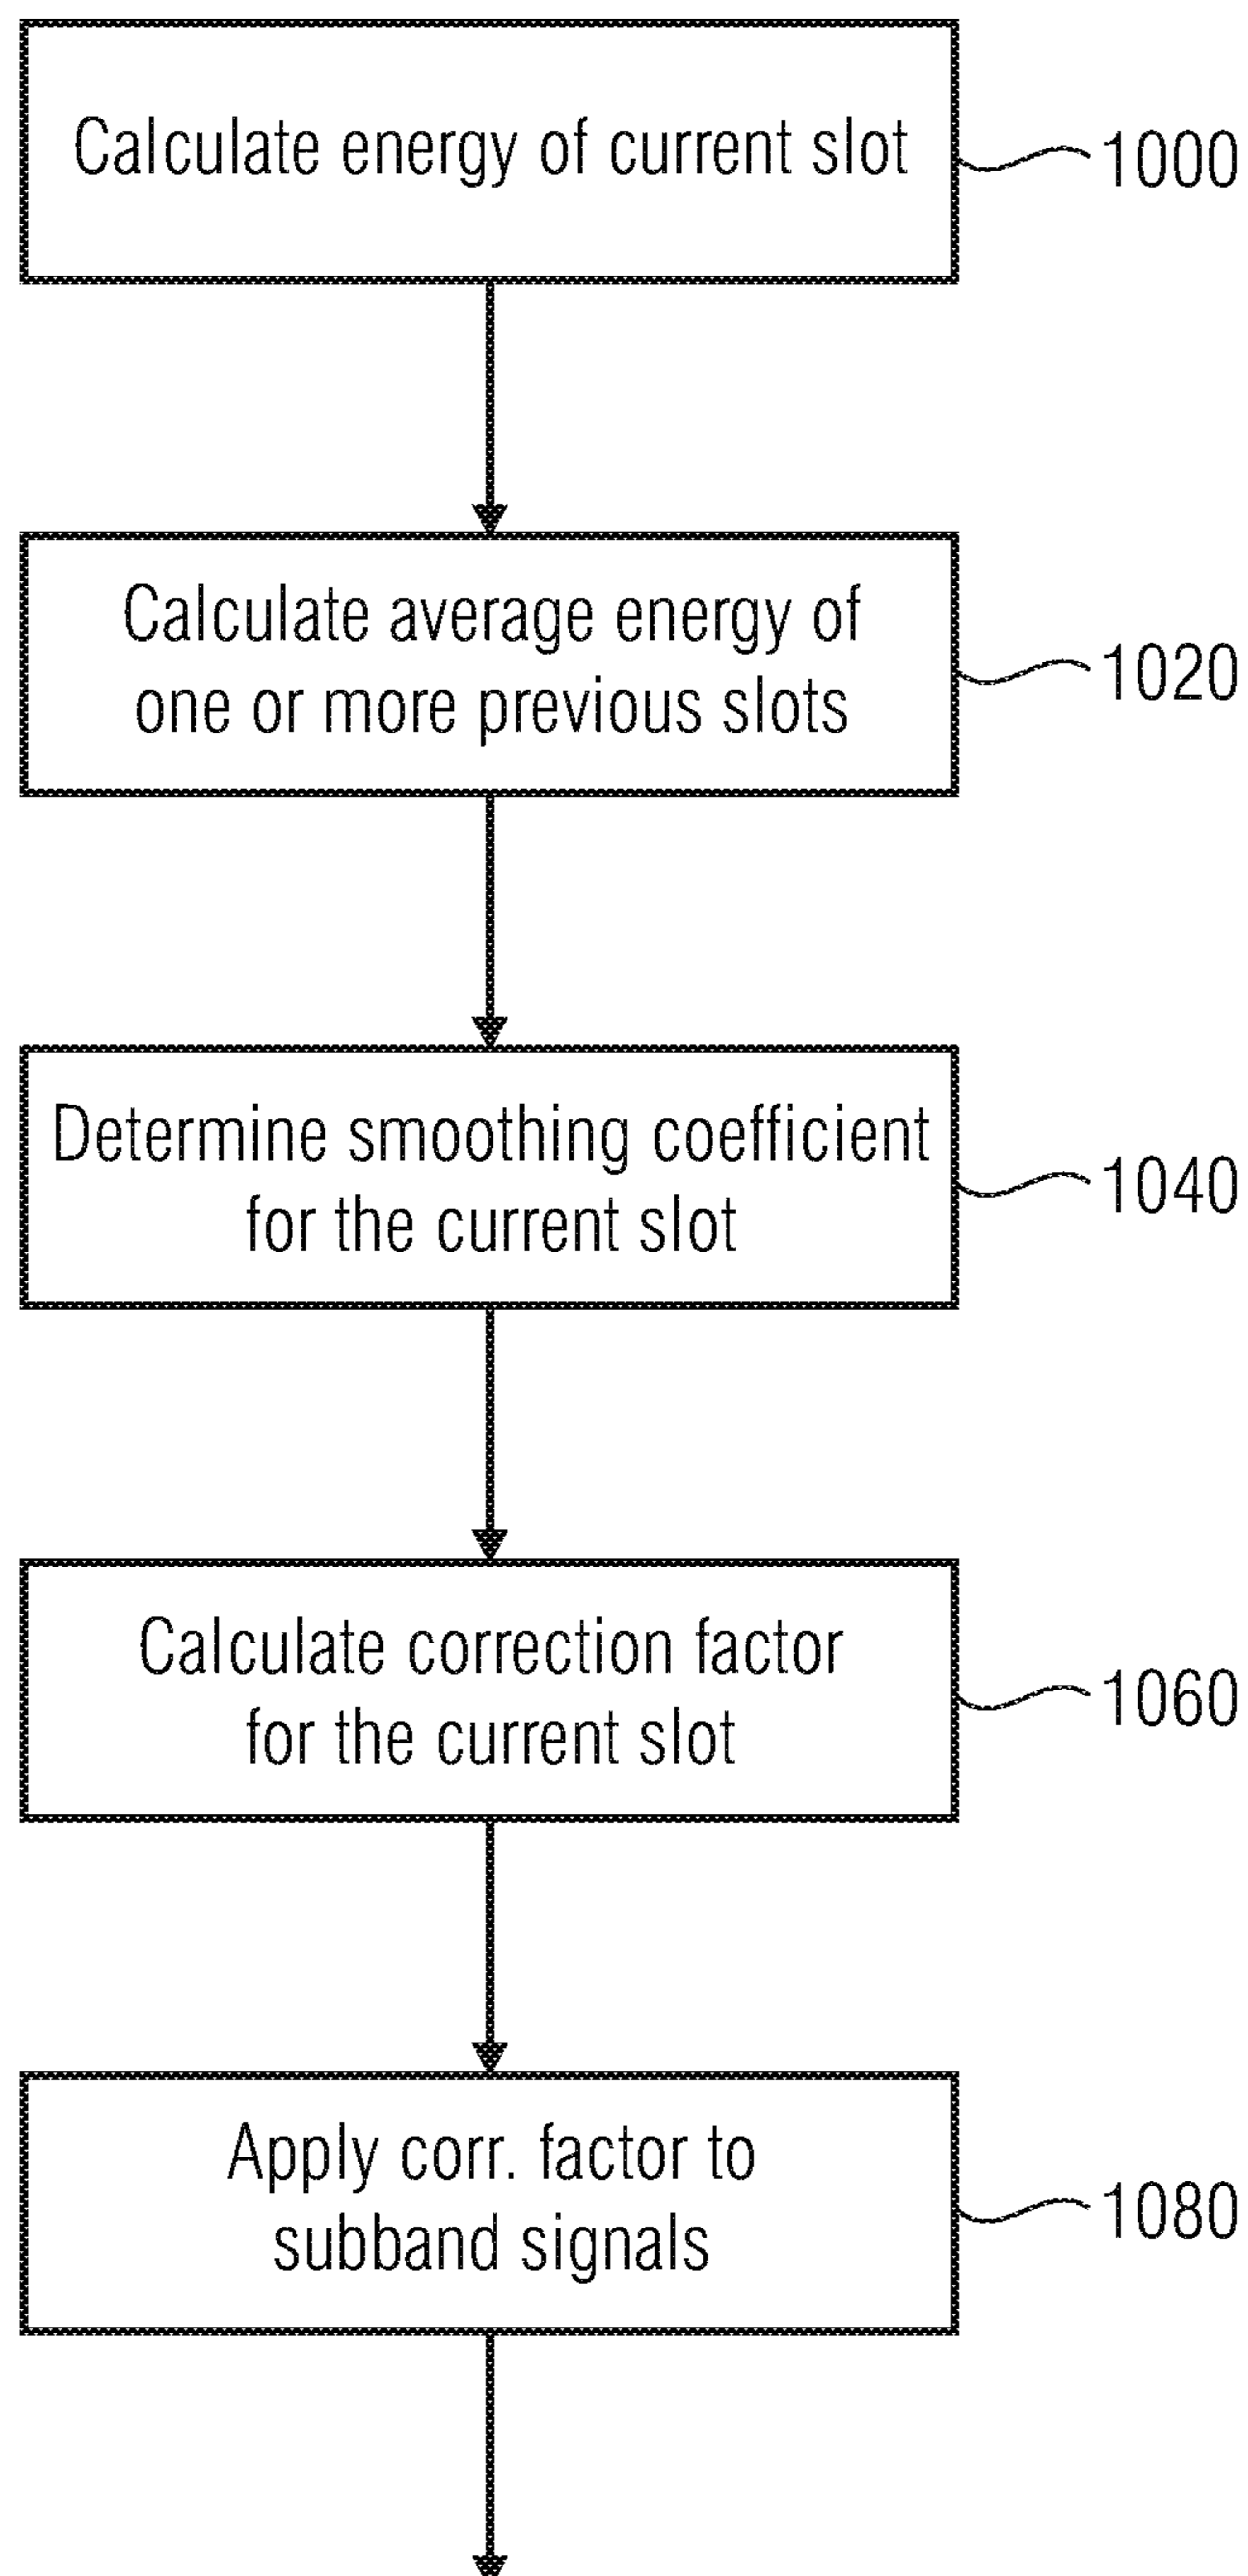 Calculate energy of current slot
1000
Calculate average energy of
one or more previous slots
1020
Determine smoothing coefficient
for the current slot
1040
Calculate correction factor
for the current slot
1060
Apply corr. factor to
subband signals
1080